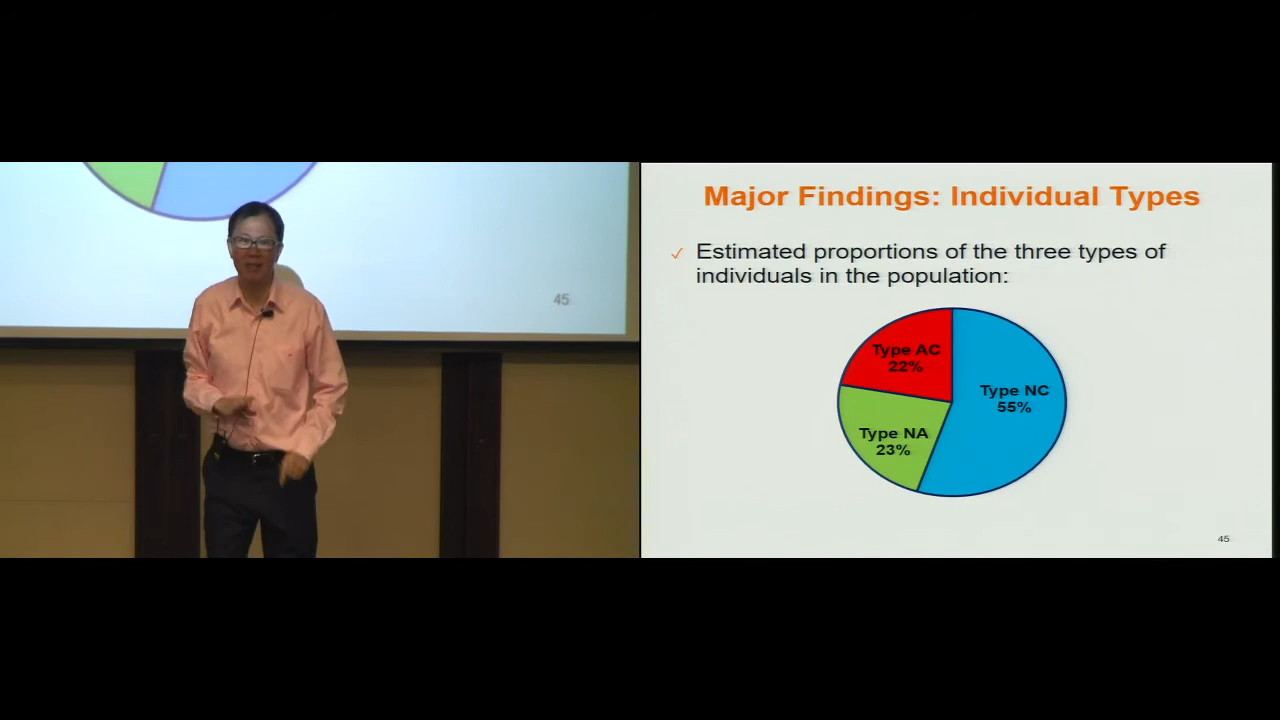 45
Major Findings: Individual Types
✓ Estimated proportions of the three types of
individuals in the population:
Type AC
22%
Type NC
55%
Type NA
23%
45